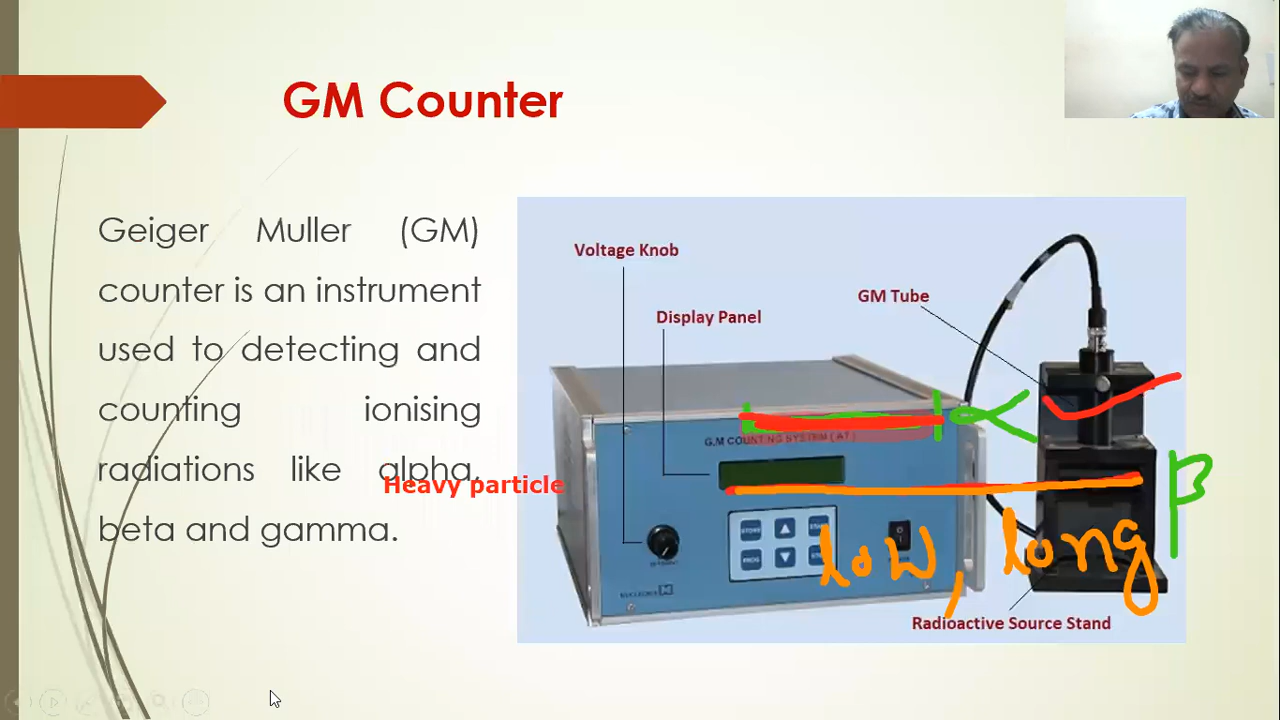 GM Counter
Geiger Muller (GM)
counter is an instrument
used to detecting and
counting ionising
radiations like alpha,
Heavy particle
beta and gamma.
Voltage Knob
Display Panel
GM Tube
α
G.M COUNTING SYSTEM
β
low, long
Radioactive Source Stand